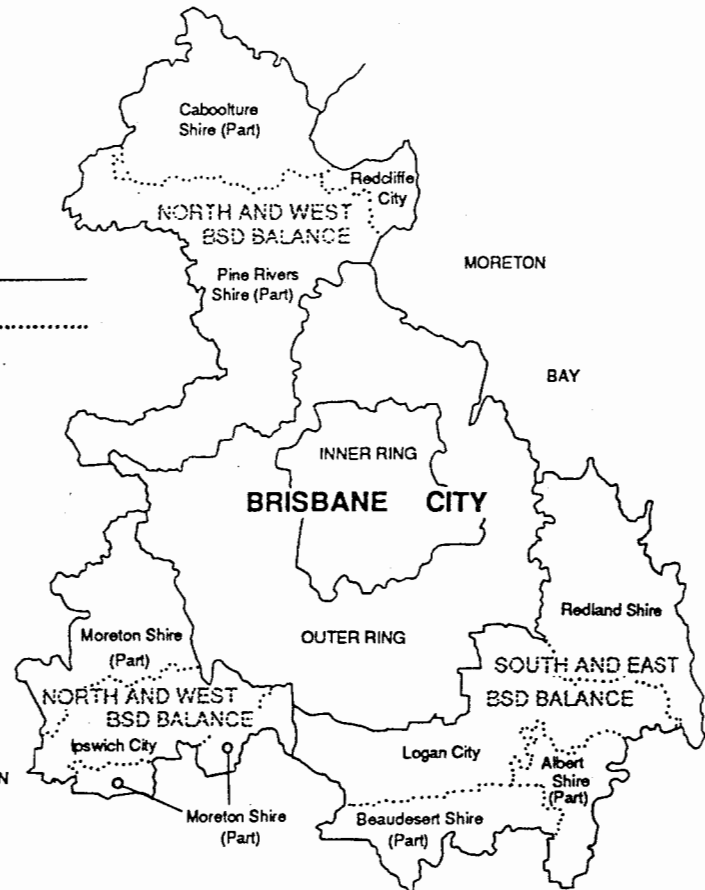 Caboolture
Shire (Part)
Redcliffe
City
NORTH AND WEST
BSD BALANCE
Pine Rivers
Shire (Part)
MORETON
BAY
INNER RING
BRISBANE CITY
OUTER RING
Redland Shire
Moreton Shire
(Part)
SOUTH AND EAST
BSD BALANCE
NORTH AND WEST
BSD BALANCE
Ipswich City
Logan City
Albert
Shire
(Part)
N
Moreton Shire
(Part)
Beaudesert Shire
(Part)